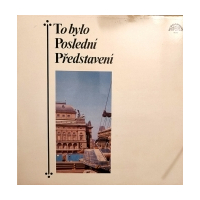 To bylo
Poslední
Představení